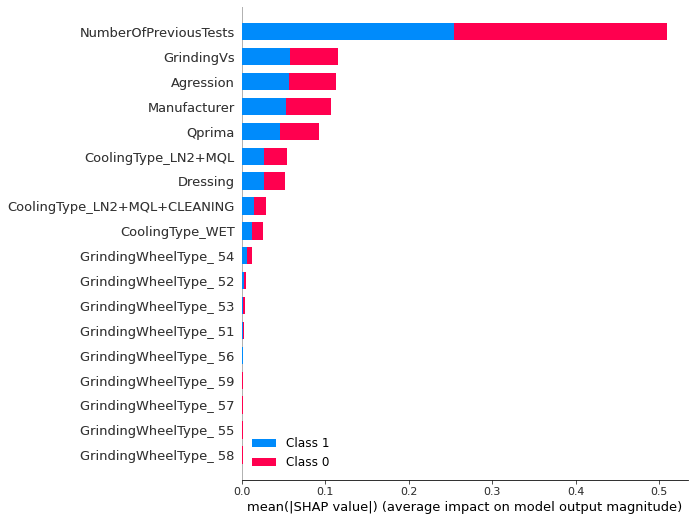 NumberOfPreviousTests
GrindingVs
Agression
Manufacturer
Qprima
CoolingType_LN2+MQL
Dressing
CoolingType_LN2+MQL+CLEANING
CoolingType_WET
GrindingWheelType_ 54
GrindingWheelType_ 52
GrindingWheelType_ 53
GrindingWheelType_ 51
GrindingWheelType_ 56
GrindingWheelType_ 59
GrindingWheelType_ 57
GrindingWheelType_ 55
GrindingWheelType_ 58
Class 1
Class 0
0.0 0.1 0.2 0.3 0.4 0.5
mean(|SHAP value|) (average impact on model output magnitude)